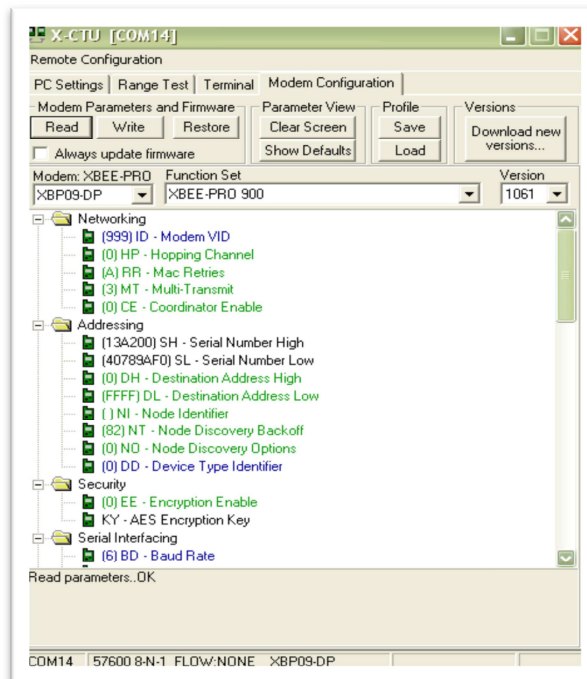 X-CTU [COM14]
Remote Configuration
PC Settings Range Test Terminal Modem Configuration
Modem Parameters and Firmware Parameter View Profile Versions
Read Write Restore Clear Screen Save Download new versions...
Always update firmware Show Defaults Load
Modem: XBEE-PRO Function Set Version
XBP09-DP XBEE-PRO 900 1061
Networking
(999) ID - Modem VID
(0) HP - Hopping Channel
(A) RR - Mac Retries
(3) MT - Multi-Transmit
(0) CE - Coordinator Enable
Addressing
(13A200) SH - Serial Number High
(40789AF0) SL - Serial Number Low
(0) DH - Destination Address High
(FFFF) DL - Destination Address Low
( ) NI - Node Identifier
(82) NT - Node Discovery Backoff
(0) NO - Node Discovery Options
(0) DD - Device Type Identifier
Security
(0) EE - Encryption Enable
KY - AES Encryption Key
Serial Interfacing
(6) BD - Baud Rate
Read parameters..OK
COM14 57600 8-N-1 FLOW:NONE XBP09-DP